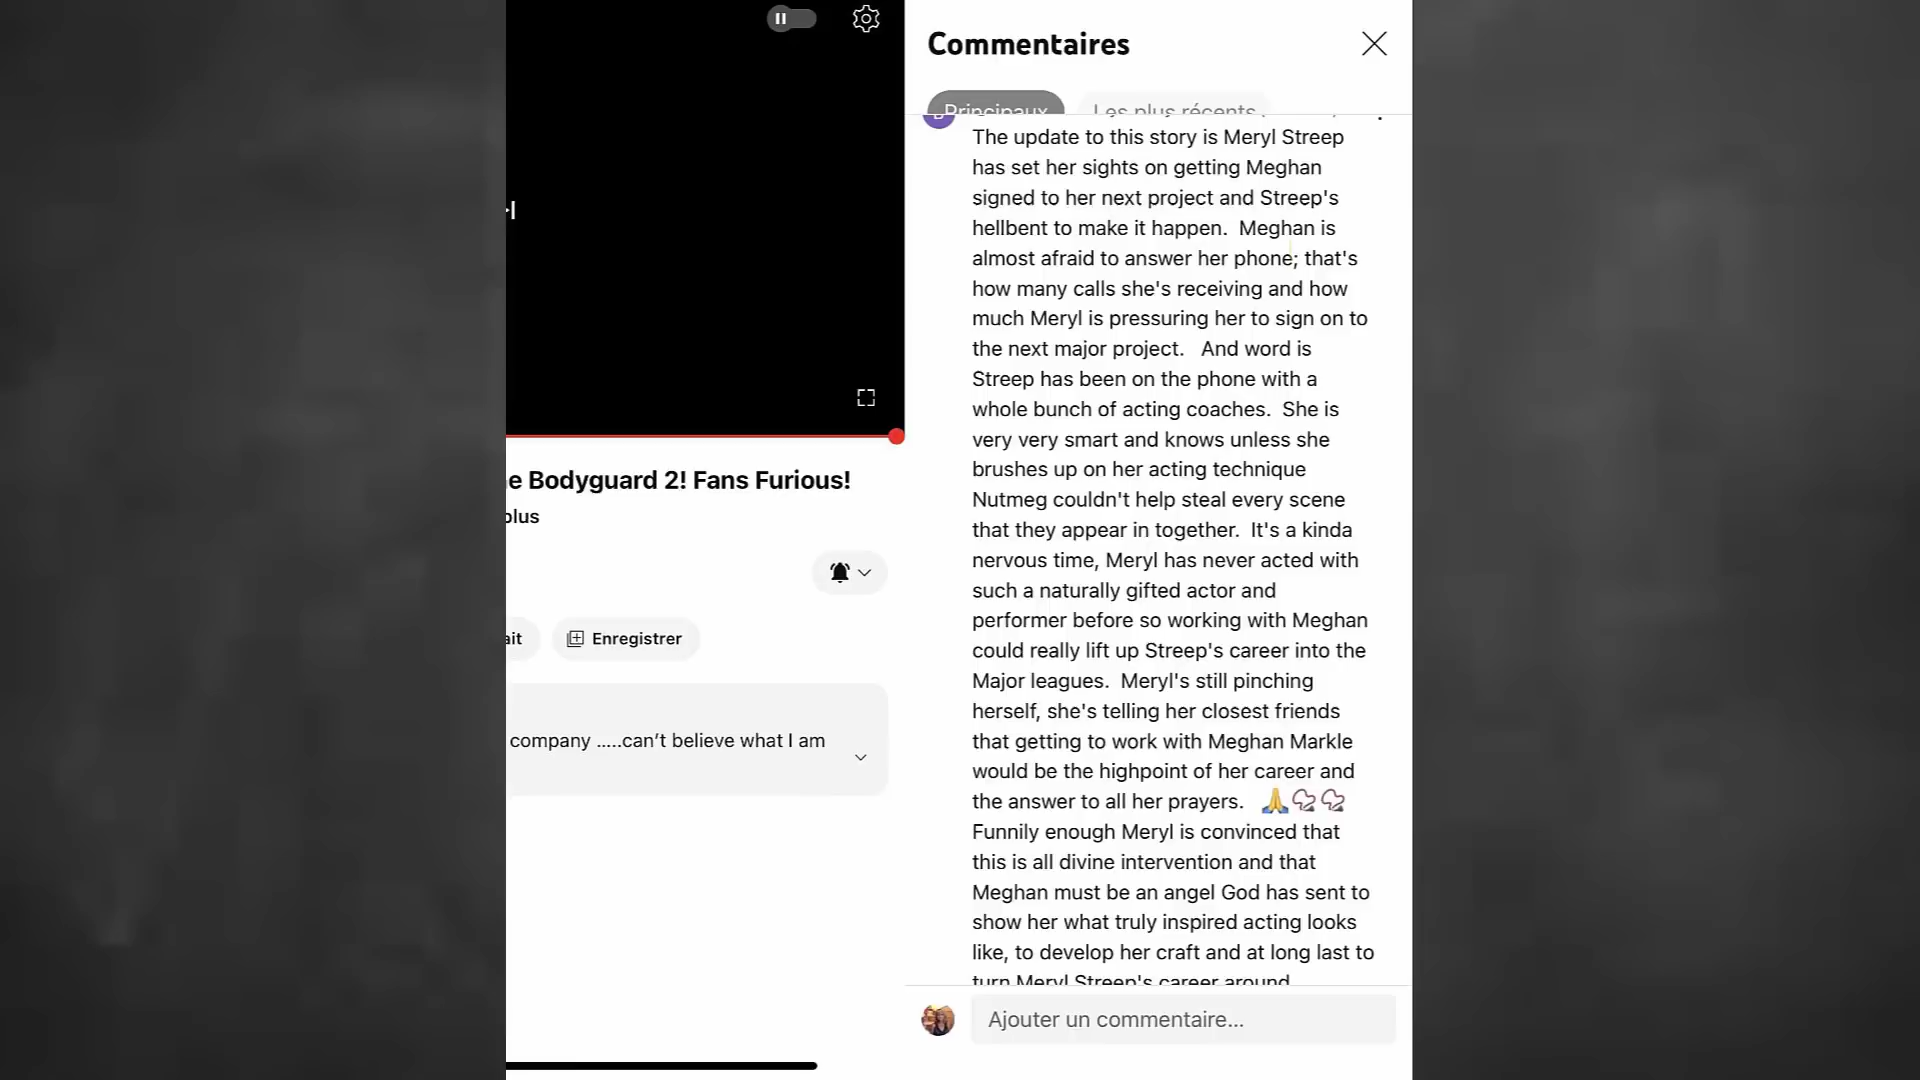 Commentaires
Principaux
Les plus récents
The update to this story is Meryl Streep
has set her sights on getting Meghan
signed to her next project and Streep's
hellbent to make it happen.  Meghan is
almost afraid to answer her phone; that's
how many calls she's receiving and how
much Meryl is pressuring her to sign on to
the next major project.   And word is
Streep has been on the phone with a
whole bunch of acting coaches.  She is
very very smart and knows unless she
brushes up on her acting technique
Nutmeg couldn't help steal every scene
that they appear in together.  It's a kinda
nervous time, Meryl has never acted with
such a naturally gifted actor and
performer before so working with Meghan
could really lift up Streep's career into the
Major leagues.  Meryl's still pinching
herself, she's telling her closest friends
that getting to work with Meghan Markle
would be the highpoint of her career and
the answer to all her prayers.   🙏
Funnily enough Meryl is convinced that
this is all divine intervention and that
Meghan must be an angel God has sent to
show her what truly inspired acting looks
like, to develop her craft and at long last to
turn Meryl Streep's career around
Ajouter un commentaire...
e Bodyguard 2! Fans Furious!
plus
ait
Enregistrer
company .....can't believe what I am